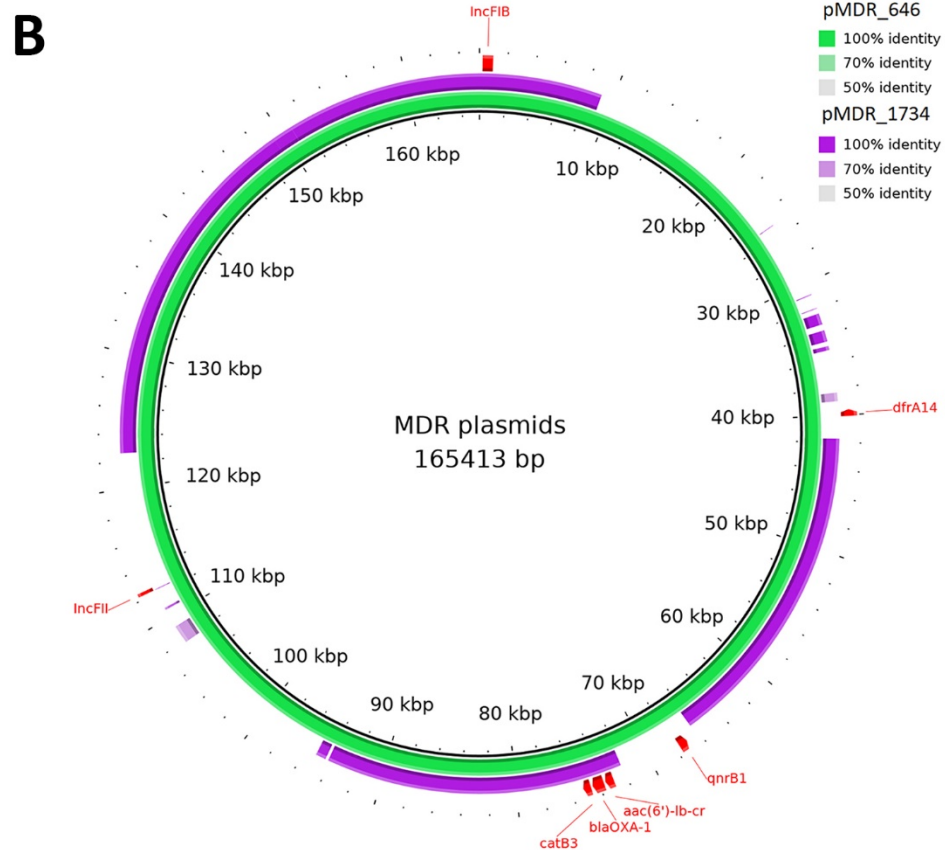 B
IncFIB
pMDR_646
100% identity
70% identity
50% identity
pMDR_1734
100% identity
70% identity
50% identity
160 kbp
10 kbp
150 kbp
20 kbp
140 kbp
30 kbp
130 kbp
40 kbp
dfrA14
MDR plasmids
165413 bp
120 kbp
50 kbp
110 kbp
IncFII
60 kbp
100 kbp
70 kbp
90 kbp
80 kbp
qnrB1
aac(6')-lb-cr
blaOXA-1
catB3